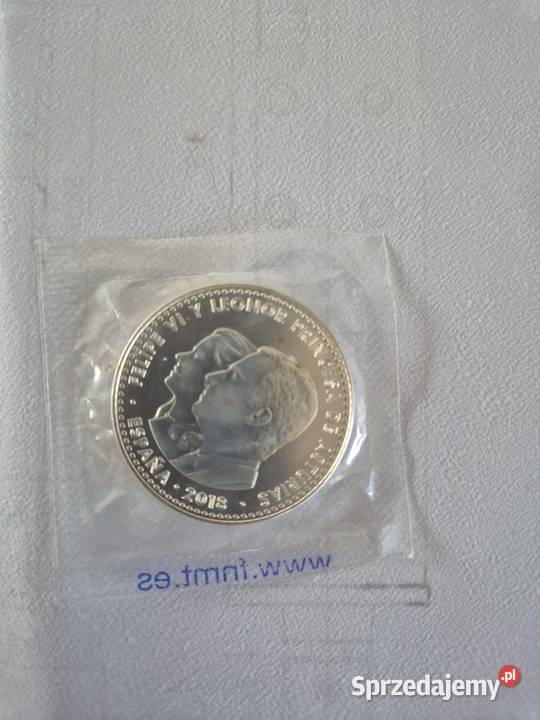 FELIPE VI Y LEONOR PRINCESA DE ASTURIAS
· ESPAÑA · 2018 ·
www.fnmt.es
Sprzedajemy.pl